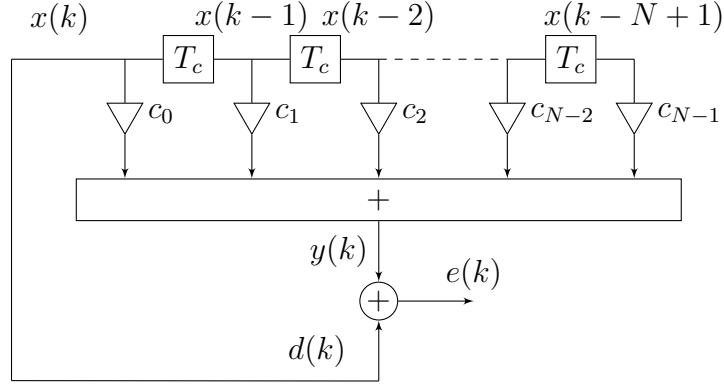 x(k) x(k − 1) x(k − 2) x(k − N + 1)
T_c T_c T_c
c_0 c_1 c_2 c_{N−2} c_{N−1}
+
y(k)
e(k)
+
d(k)